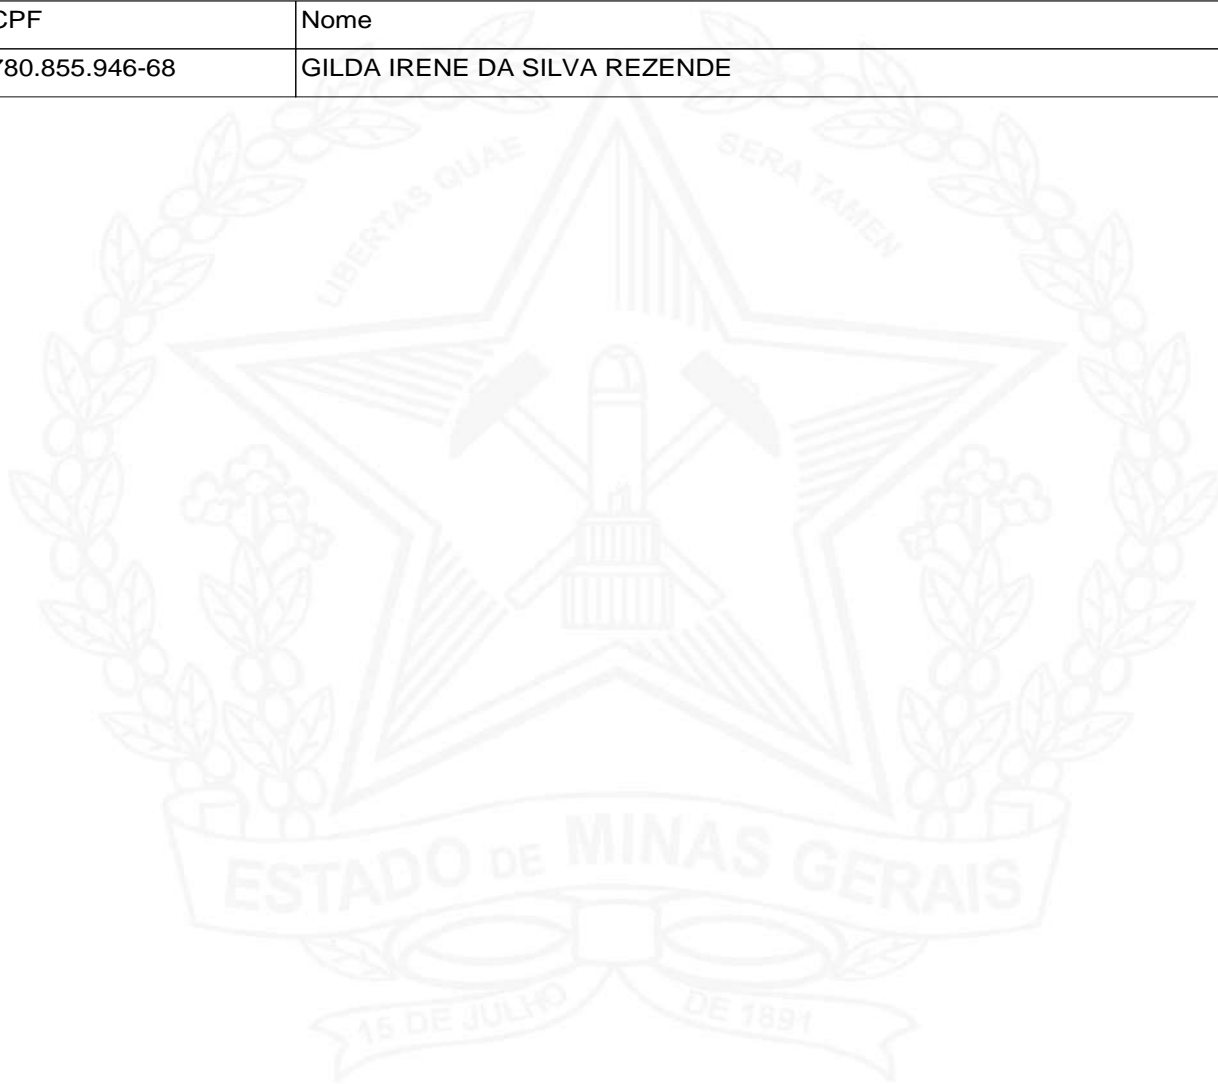 CPF Nome
780.855.946-68 GILDA IRENE DA SILVA REZENDE
LIBERTAS QUAE SERA TAMEN
ESTADO DE MINAS GERAIS
15 DE JULHO DE 1891